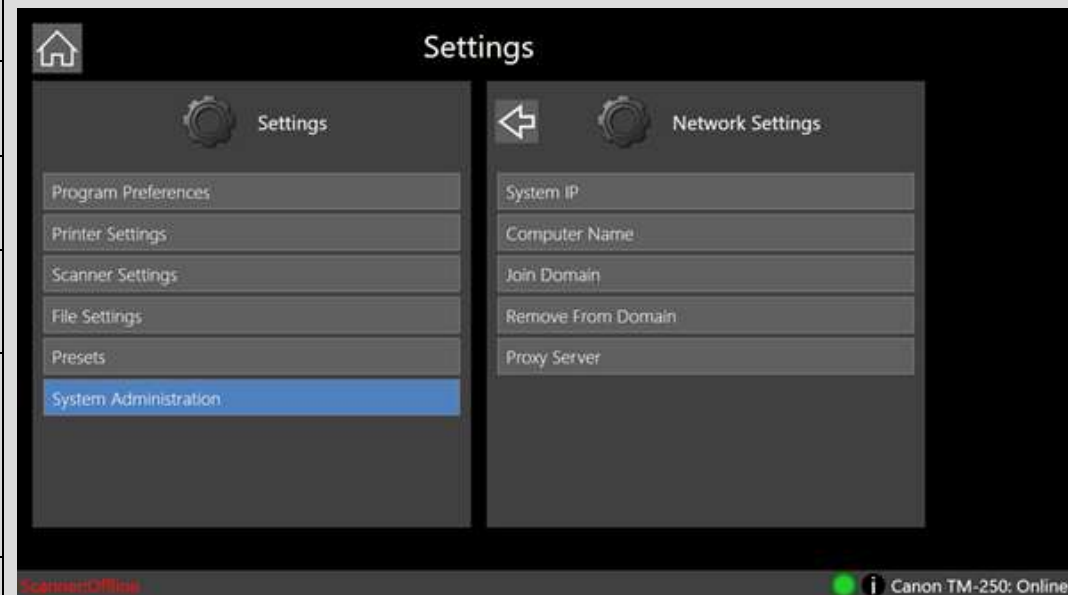 Settings
Settings
Program Preferences
Printer Settings
Scanner Settings
File Settings
Presets
System Administration
Network Settings
System IP
Computer Name
Join Domain
Remove From Domain
Proxy Server
Scanner:Offline
i Canon TM-250: Online